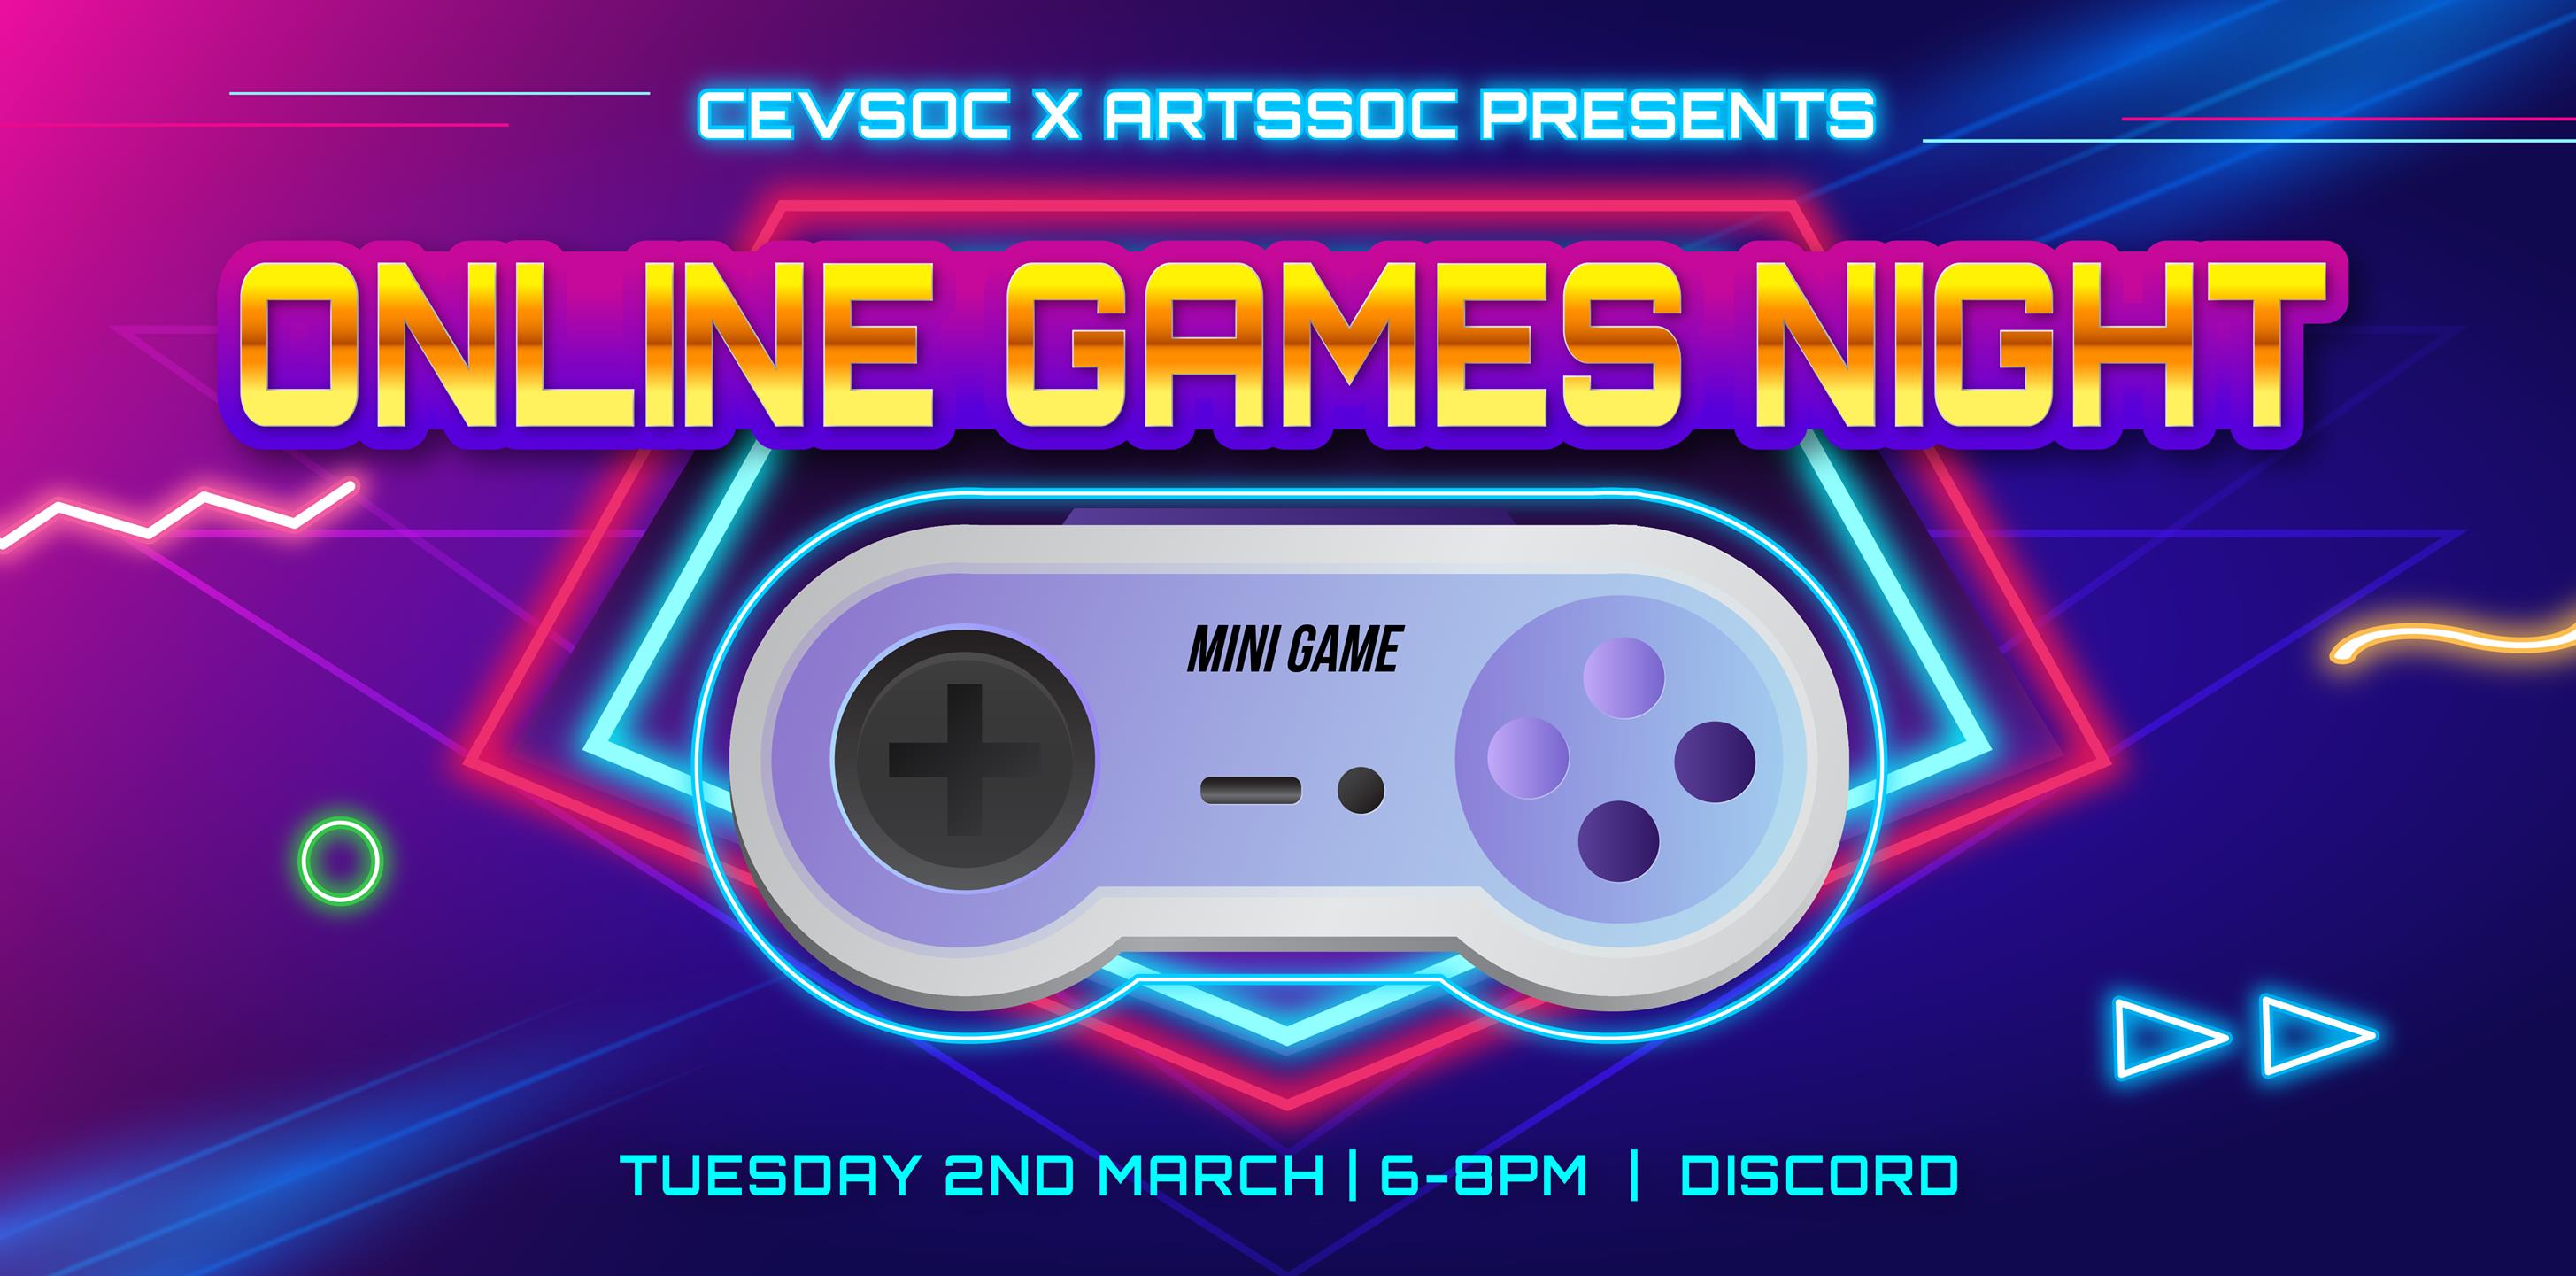 CEVSOC X ARTSSOC PRESENTS
ONLINE GAMES NIGHT
MINI GAME
TUESDAY 2ND MARCH | 6-8PM | DISCORD